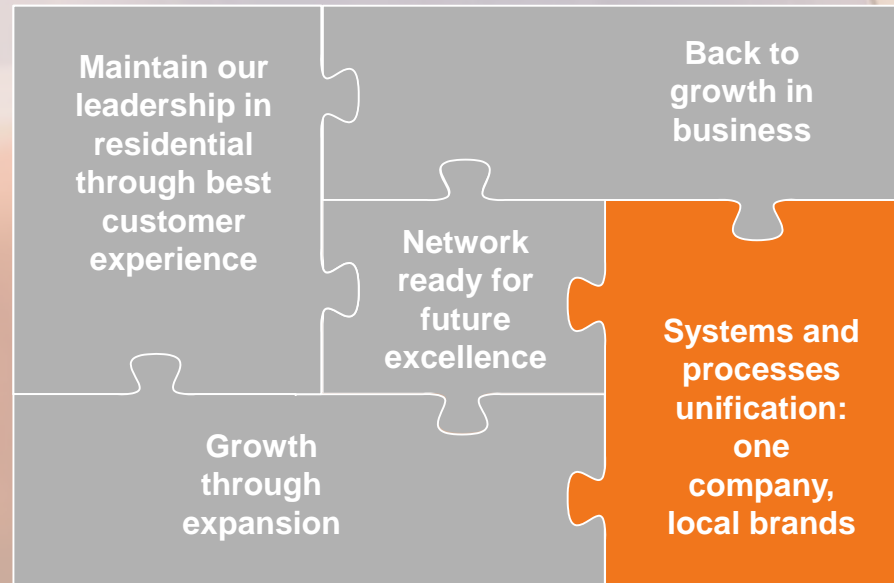 Maintain our
leadership in
residential
through best
customer
experience
Back to
growth in
business
Network
ready for
future
excellence
Systems and
processes
unification:
one
company,
local brands
Growth
through
expansion